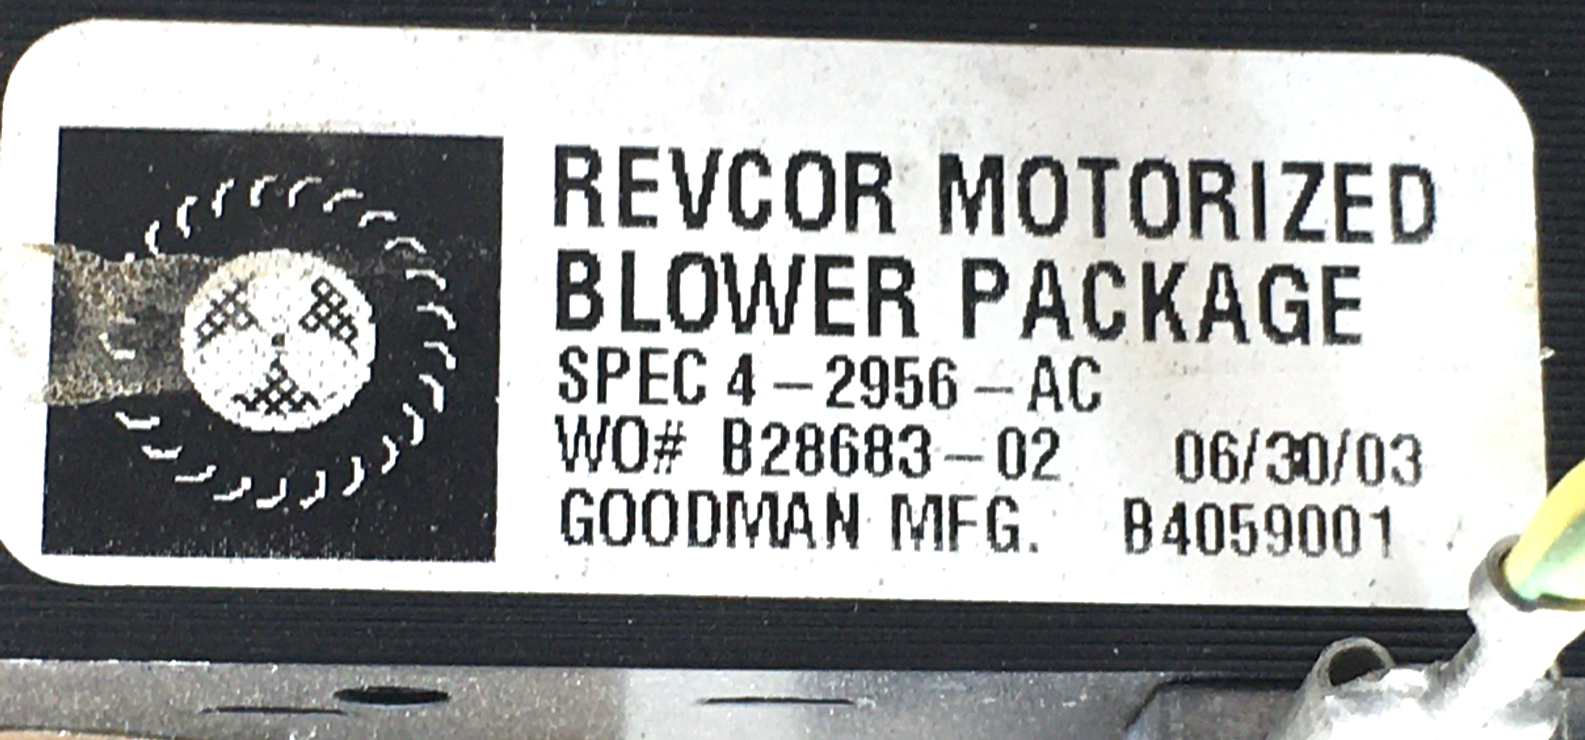 REVCOR MOTORIZED
BLOWER PACKAGE
SPEC 4-2956-AC
WO# B28683-02 06/30/03
GOODMAN MFG. B4059001